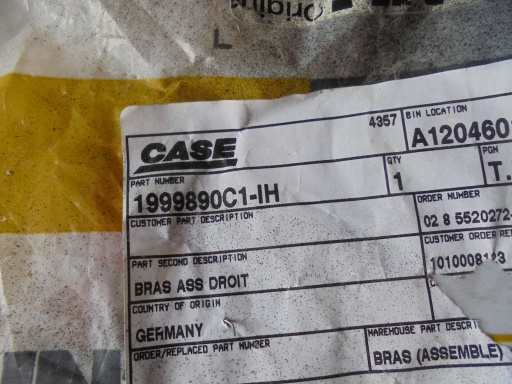 Original
4357
BIN LOCATION
A1204601
CASE
PART NUMBER
1999890C1-IH
QTY
1
PGN
T.
CUSTOMER PART DESCRIPTION
ORDER NUMBER
02 8 5520272-
CUSTOMER ORDER RE
PART SECOND DESCRIPTION
BRAS ASS DROIT
COUNTRY OF ORIGIN
GERMANY
ORDER/REPLACED PART NUMBER
WAREHOUSE PART DESCRI
BRAS (ASSEMBLE)